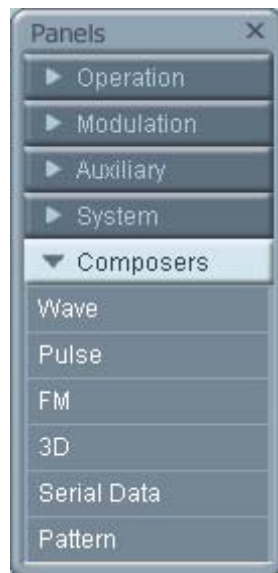 Panels
Operation
Modulation
Auxiliary
System
Composers
Wave
Pulse
FM
3D
Serial Data
Pattern